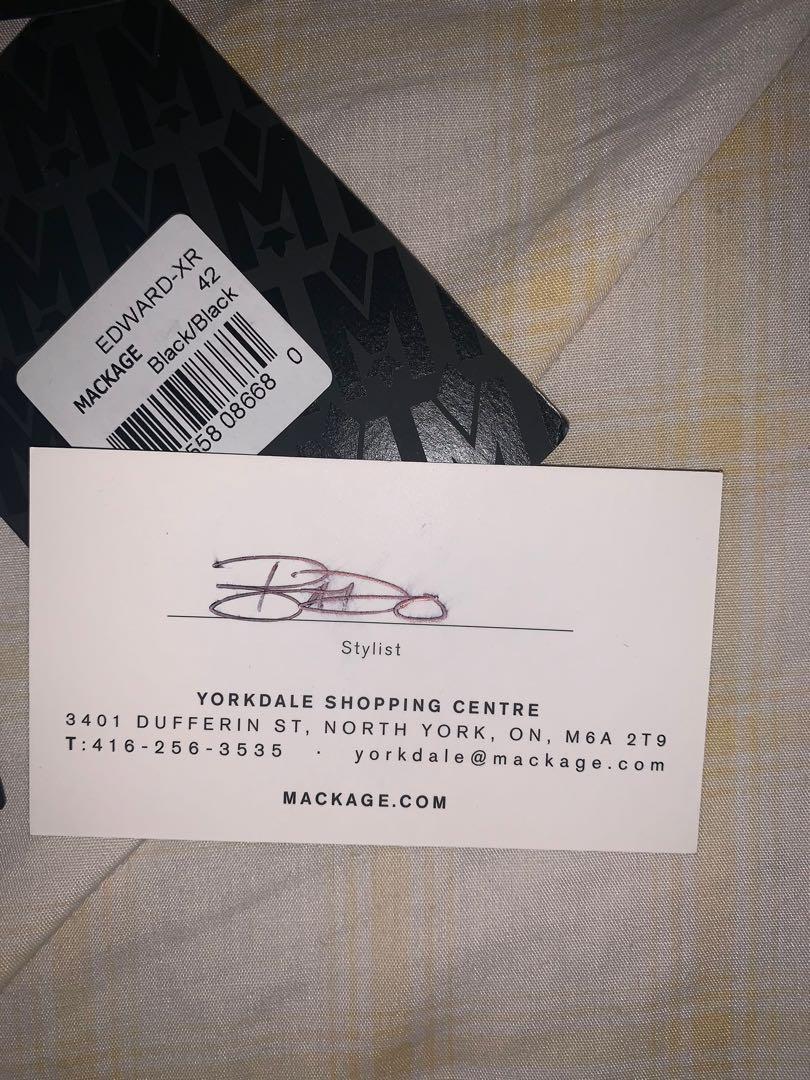 EDWARD-XR
42
MACKAGE
Black/Black
558 08668 0
Stylist
YORKDALE SHOPPING CENTRE
3401 DUFFERIN ST, NORTH YORK, ON, M6A 2T9
T:416-256-3535 · yorkdale@mackage.com
MACKAGE.COM